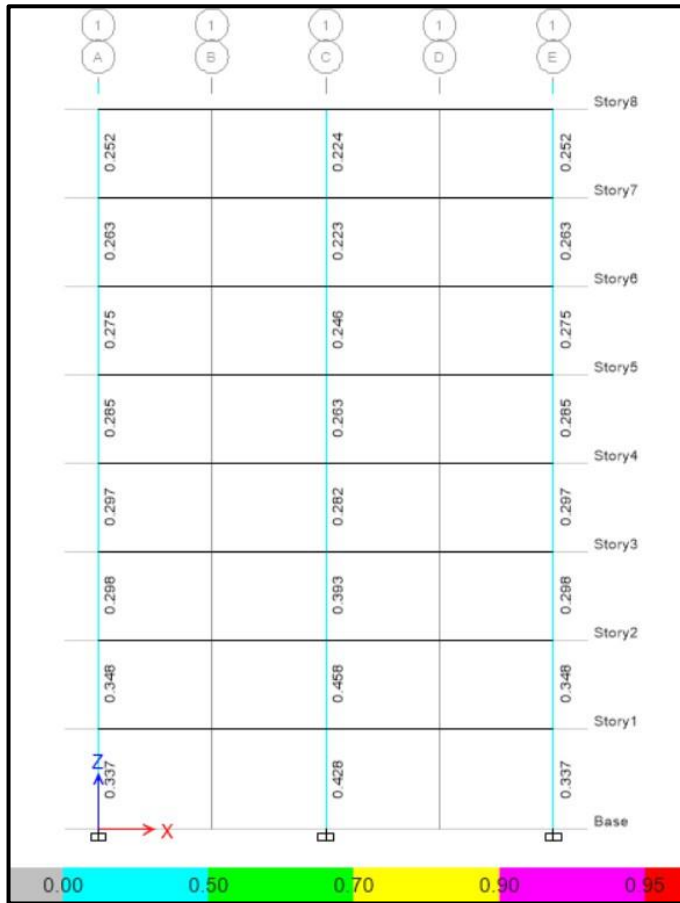 1 1 1 1 1
A B C D E
Story8
0.252 0.224 0.252
Story7
0.263 0.223 0.263
Story6
0.275 0.246 0.275
Story5
0.285 0.263 0.285
Story4
0.297 0.282 0.297
Story3
0.298 0.393 0.298
Story2
0.348 0.458 0.348
Story1
Z
0.337 0.428 0.337
X
Base
0.00 0.50 0.70 0.90 0.95